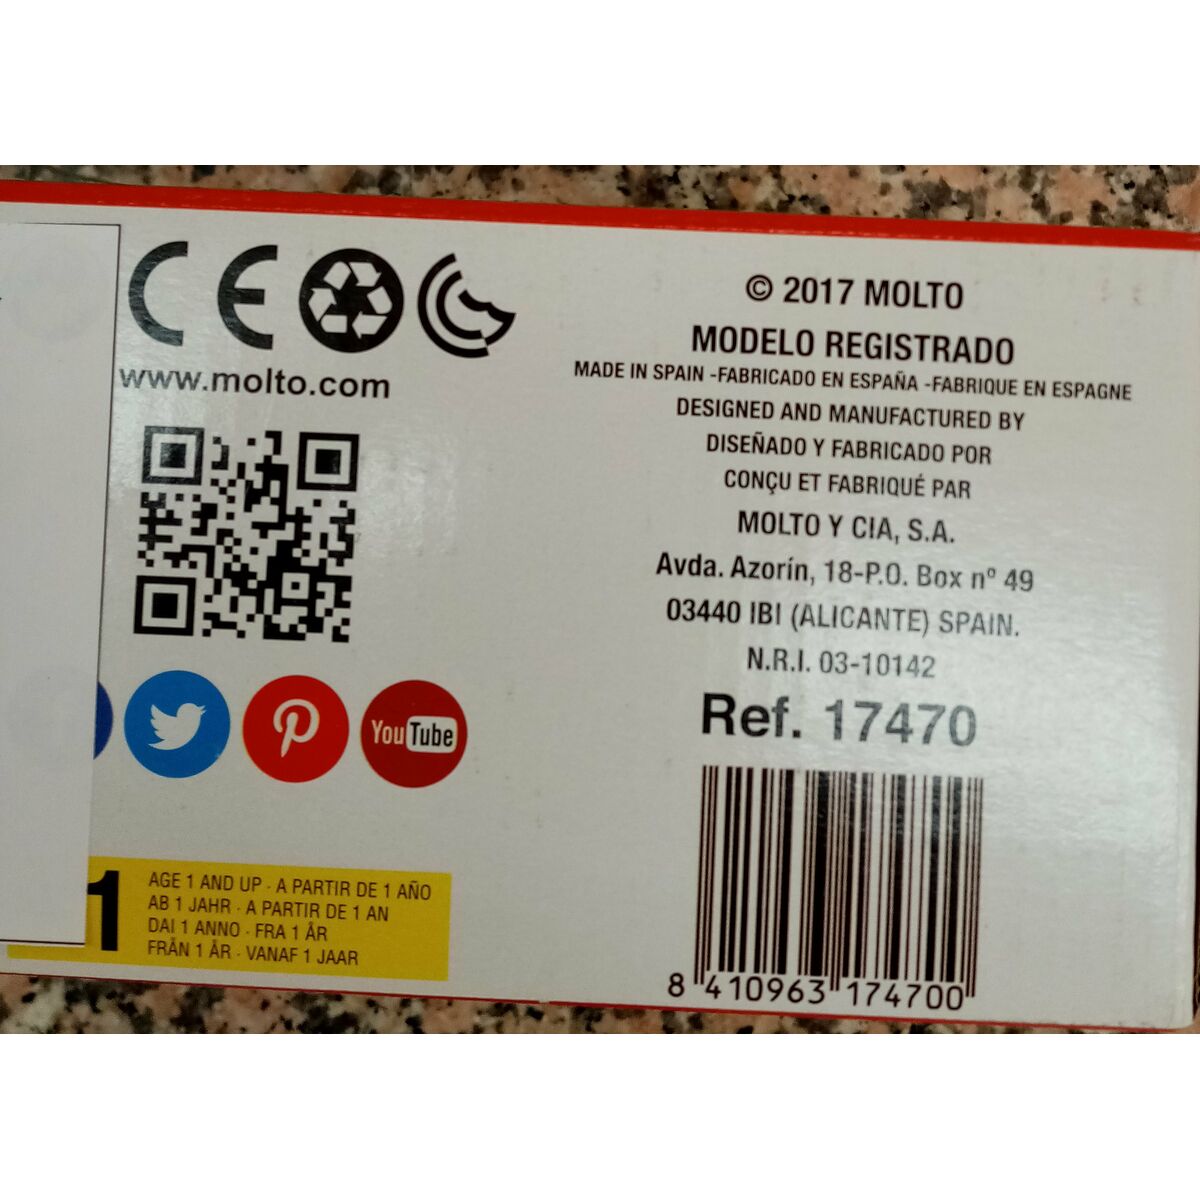 CE
www.molto.com
YouTube
1
AGE 1 AND UP · A PARTIR DE 1 AÑO
AB 1 JAHR · A PARTIR DE 1 AN
DAI 1 ANNO · FRA 1 ÅR
FRÅN 1 ÅR · VANAF 1 JAAR
© 2017 MOLTO
MODELO REGISTRADO
MADE IN SPAIN -FABRICADO EN ESPAÑA -FABRIQUE EN ESPAGNE
DESIGNED AND MANUFACTURED BY
DISEÑADO Y FABRICADO POR
CONÇU ET FABRIQUÉ PAR
MOLTO Y CIA, S.A.
Avda. Azorín, 18-P.O. Box nº 49
03440 IBI (ALICANTE) SPAIN.
N.R.I. 03-10142
Ref. 17470
8 410963 174700